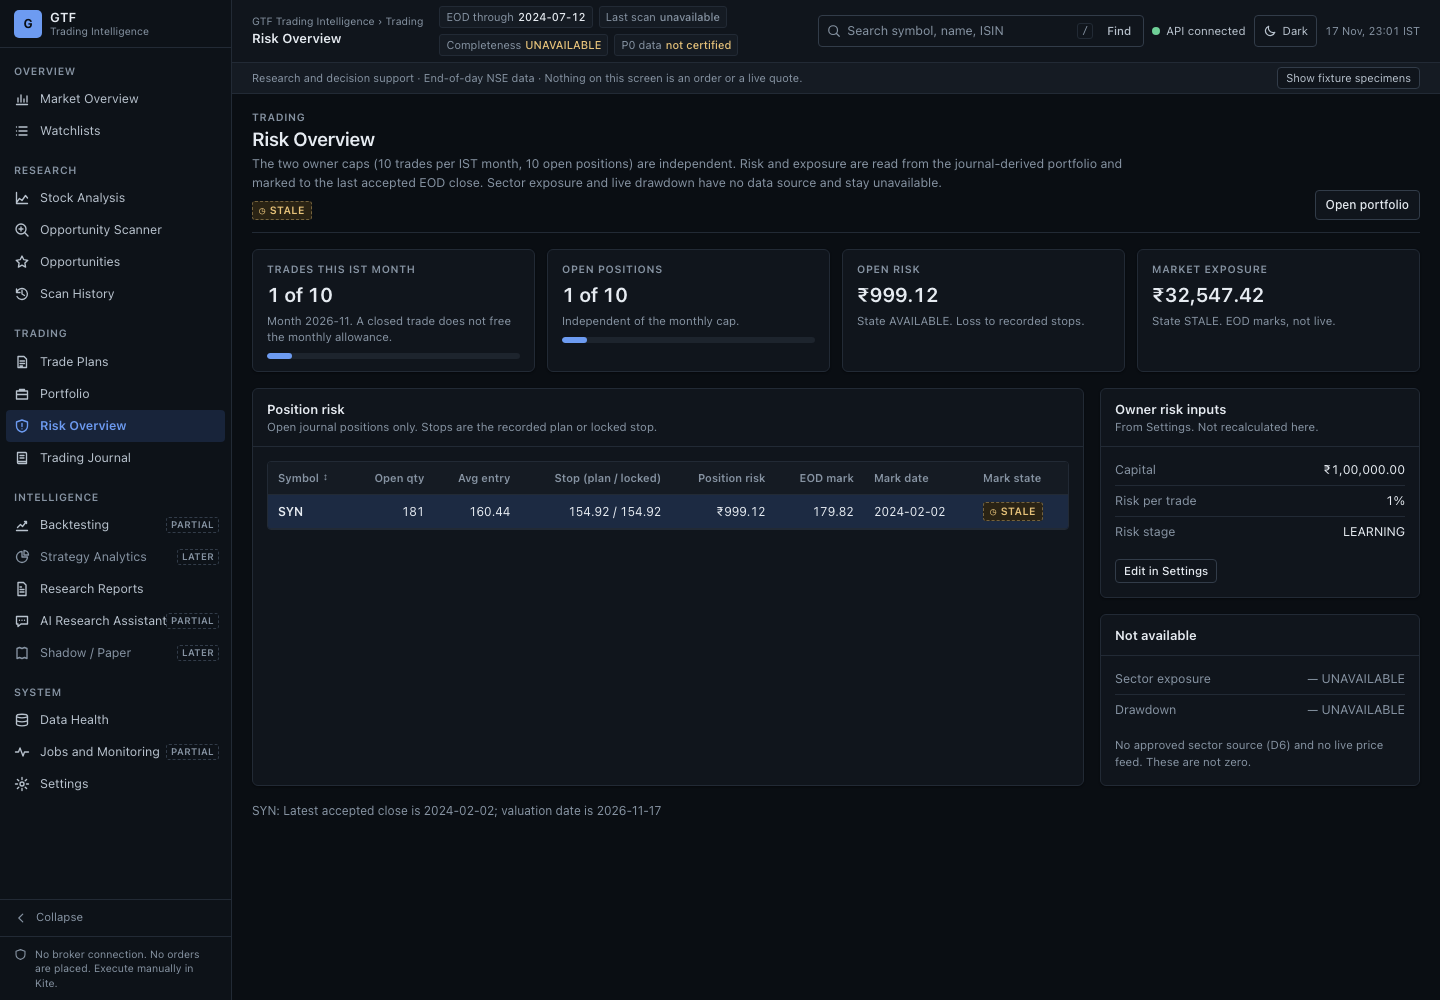 G
GTF
Trading Intelligence
OVERVIEW
Market Overview
Watchlists
RESEARCH
Stock Analysis
Opportunity Scanner
Opportunities
Scan History
TRADING
Trade Plans
Portfolio
Risk Overview
Trading Journal
INTELLIGENCE
Backtesting PARTIAL
Strategy Analytics LATER
Research Reports
AI Research Assistant PARTIAL
Shadow / Paper LATER
SYSTEM
Data Health
Jobs and Monitoring PARTIAL
Settings
Collapse
No broker connection. No orders
are placed. Execute manually in
Kite.
GTF Trading Intelligence › Trading
Risk Overview
EOD through 2024-07-12
Last scan unavailable
Completeness UNAVAILABLE
P0 data not certified
Search symbol, name, ISIN / Find
API connected
Dark
17 Nov, 23:01 IST
Research and decision support · End-of-day NSE data · Nothing on this screen is an order or a live quote.
Show fixture specimens
TRADING
Risk Overview
The two owner caps (10 trades per IST month, 10 open positions) are independent. Risk and exposure are read from the journal-derived portfolio and
marked to the last accepted EOD close. Sector exposure and live drawdown have no data source and stay unavailable.
STALE
Open portfolio
TRADES THIS IST MONTH
1 of 10
Month 2026-11. A closed trade does not free
the monthly allowance.
OPEN POSITIONS
1 of 10
Independent of the monthly cap.
OPEN RISK
₹999.12
State AVAILABLE. Loss to recorded stops.
MARKET EXPOSURE
₹32,547.42
State STALE. EOD marks, not live.
Position risk
Open journal positions only. Stops are the recorded plan or locked stop.
Symbol ↕ Open qty Avg entry Stop (plan / locked) Position risk EOD mark Mark date Mark state
SYN 181 160.44 154.92 / 154.92 ₹999.12 179.82 2024-02-02 STALE
Owner risk inputs
From Settings. Not recalculated here.
Capital ₹1,00,000.00
Risk per trade 1%
Risk stage LEARNING
Edit in Settings
Not available
Sector exposure — UNAVAILABLE
Drawdown — UNAVAILABLE
No approved sector source (D6) and no live price
feed. These are not zero.
SYN: Latest accepted close is 2024-02-02; valuation date is 2026-11-17